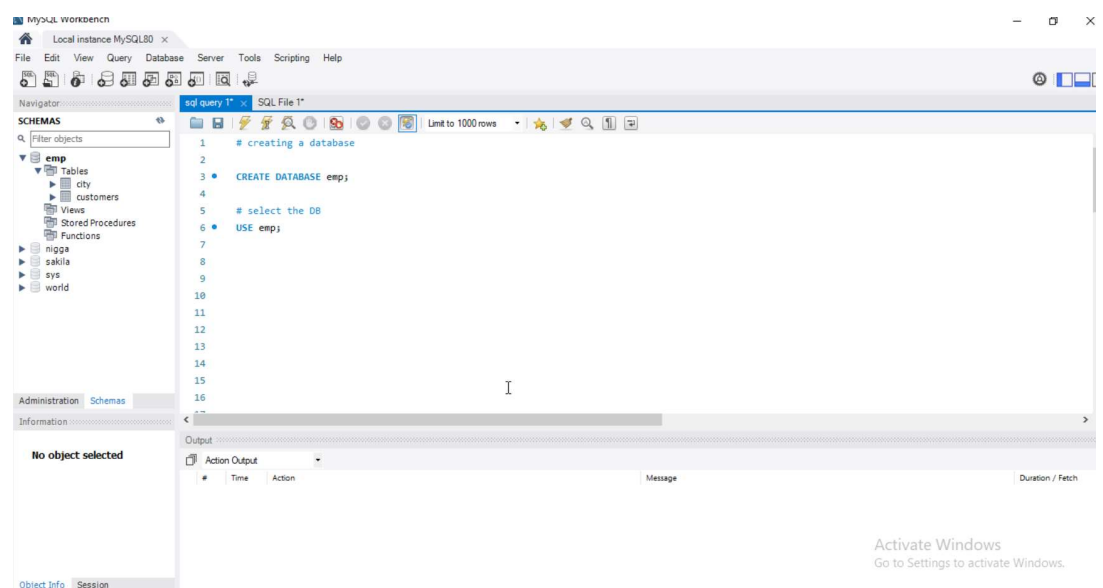 MySQL Workbench
Local instance MySQL80
File Edit View Query Database Server Tools Scripting Help
Navigator
SCHEMAS
Filter objects
emp
Tables
city
customers
Views
Stored Procedures
Functions
nigga
sakila
sys
world
Administration Schemas
Information
No object selected
Object Info Session
sql query 1* SQL File 1*
Limit to 1000 rows
1 # creating a database
2
3 CREATE DATABASE emp;
4
5 # select the DB
6 USE emp;
7
8
9
10
11
12
13
14
15
16
Output
Action Output
# Time Action Message Duration / Fetch
Activate Windows
Go to Settings to activate Windows.